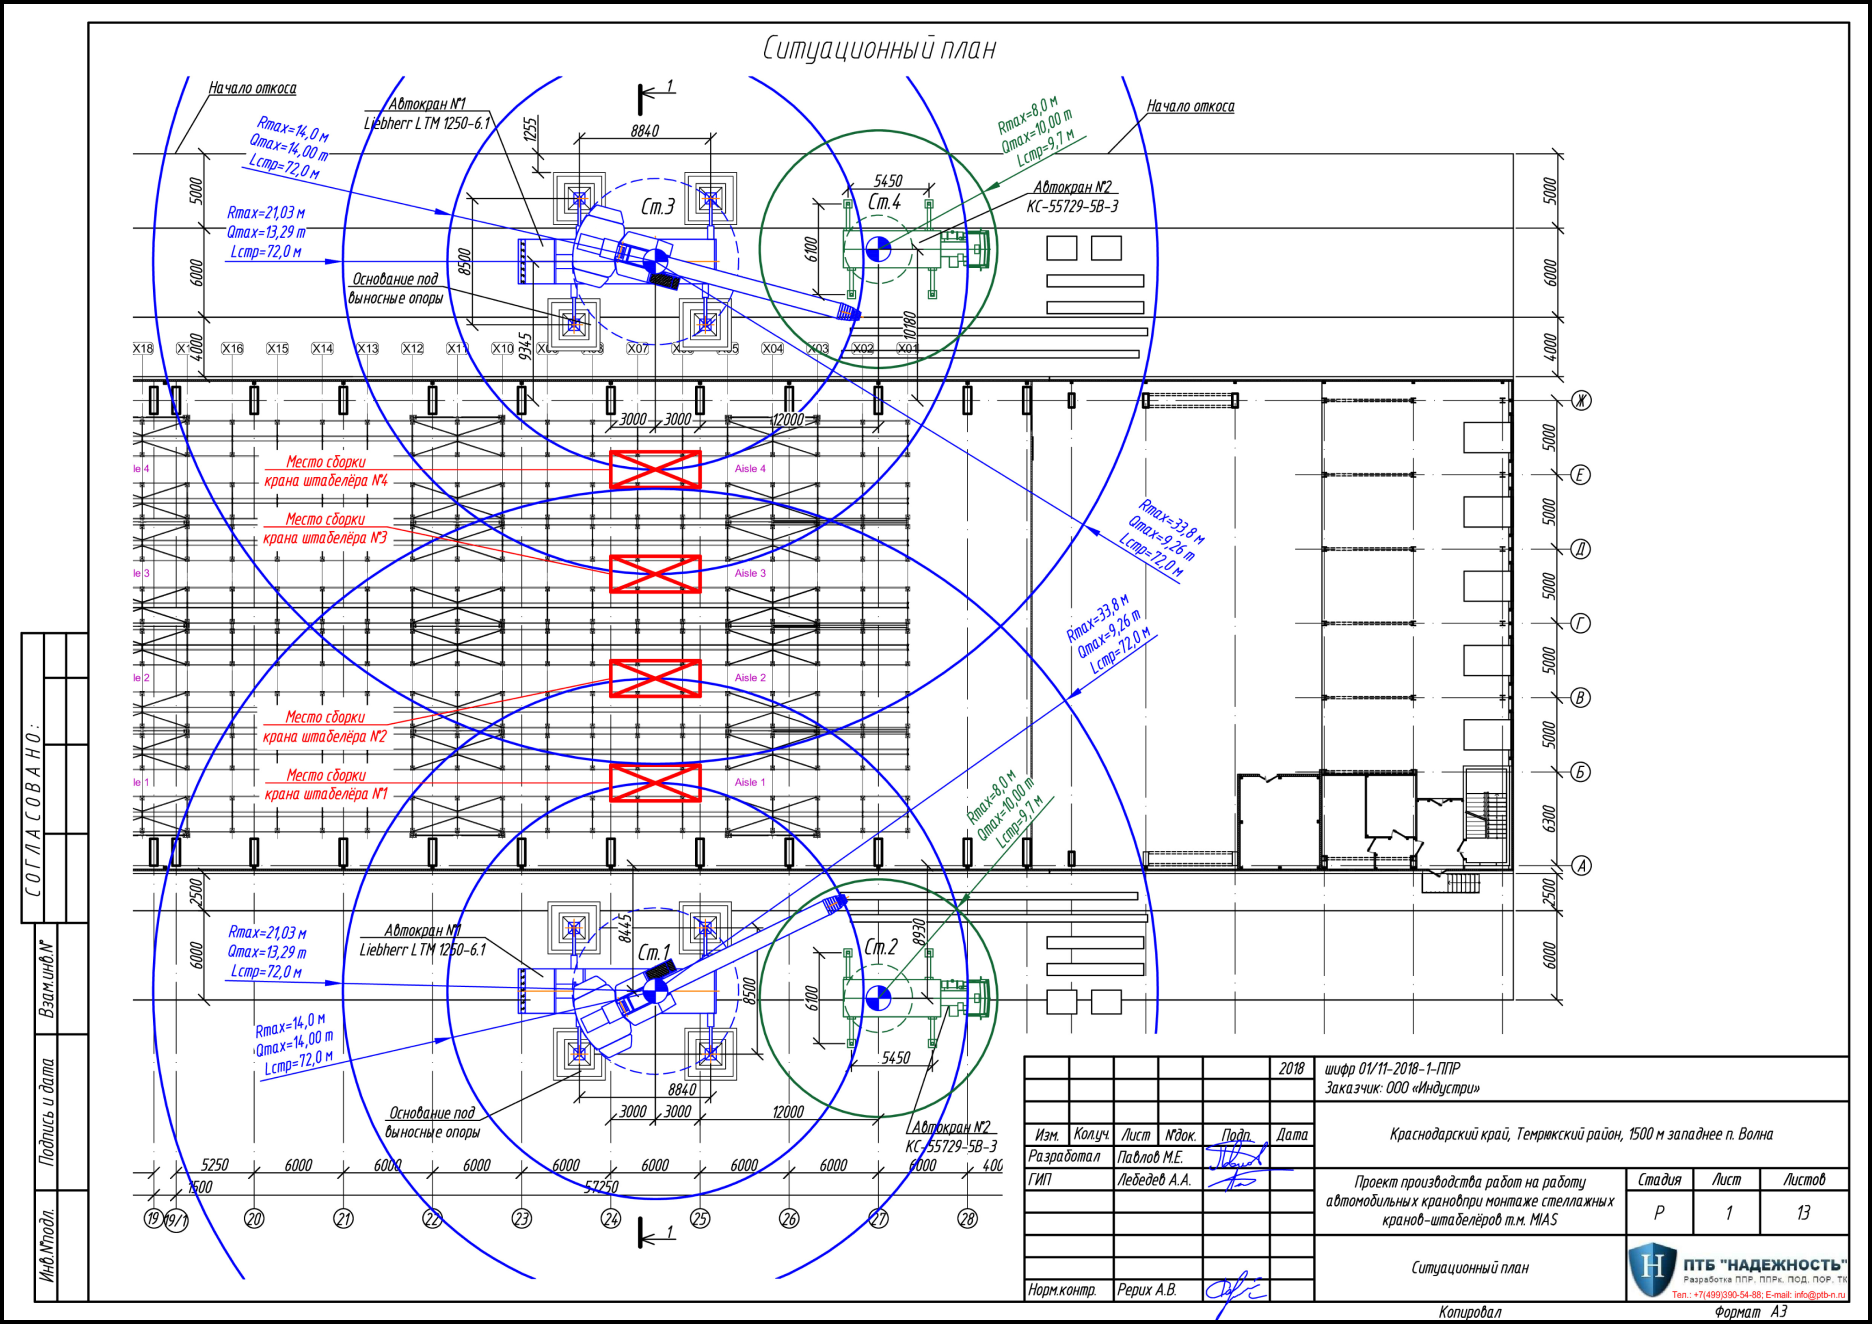 Ситуационный план
Начало откоса
Автокран №1
Liebherr LTM 1250-6.1
1
1255
8840
Rmax=14,0 м
Qmax=14,00 т
Lстр=72,0 м
Rmax=21,03 м
Qmax=13,29 т
Lстр=72,0 м
Rmax=8,0 м
Qmax=10,00 т
Lстр=9,7 м
Начало откоса
Автокран №2
КС-55729-5В-3
5450
Ст.3
Ст.4
5000
6000
4000
8500
6100
9345
10180
5000
6000
4000
Основание под
выносные опоры
X18
X16
X15
X14
X13
X12
X11
X10
X07
X04
X03
X02
X01
3000
3000
12000
Ж
Е
Д
Г
В
Б
А
5000
5000
5000
5000
5000
6300
2500
6000
Место сборки
крана штабелёра №4
Место сборки
крана штабелёра №3
Место сборки
крана штабелёра №2
Место сборки
крана штабелёра №1
le 4
le 3
le 2
le 1
Aisle 4
Aisle 3
Aisle 2
Aisle 1
Rmax=33,8 м
Qmax=9,26 т
Lстр=72,0 м
Rmax=33,8 м
Qmax=9,26 т
Lстр=72,0 м
Rmax=8,0 м
Qmax=10,00 т
Lстр=9,7 м
2500
6000
Rmax=21,03 м
Qmax=13,29 т
Lстр=72,0 м
Автокран №1
Liebherr LTM 1250-6.1
8445
Ст.1
Ст.2
8930
8500
6100
5450
Rmax=14,0 м
Qmax=14,00 т
Lстр=72,0 м
8840
3000
3000
12000
Основание под
выносные опоры
Автокран №2
КС-55729-5В-3
5250
6000
6000
6000
6000
6000
6000
6000
6000
400
1500
57250
19
19/1
20
21
22
23
24
25
26
27
28
1
СОГЛАСОВАНО:
Взам.инв.№
Подпись и дата
Инв.№подл.
2018
шифр 01/11-2018-1-ППР
Заказчик: ООО «Индустри»
Изм.
Колуч.
Лист
№док.
Подп.
Дата
Краснодарский край, Темрюкский район, 1500 м западнее п. Волна
Разработал
Павлов М.Е.
ГИП
Лебедев А.А.
Проект производства работ на работу
автомобильных крановпри монтаже стеллажных
кранов-штабелёров т.м. MIAS
Стадия
Лист
Листов
Р
1
13
Ситуационный план
Норм.контр.
Рерих А.В.
Н
ПТБ "НАДЕЖНОСТЬ"
Разработка ППР, ППРк, ПОД, ПОР, ТК
Тел.: +7(499)390-54-88; E-mail: info@ptb-n.ru
Копировал
Формат А3